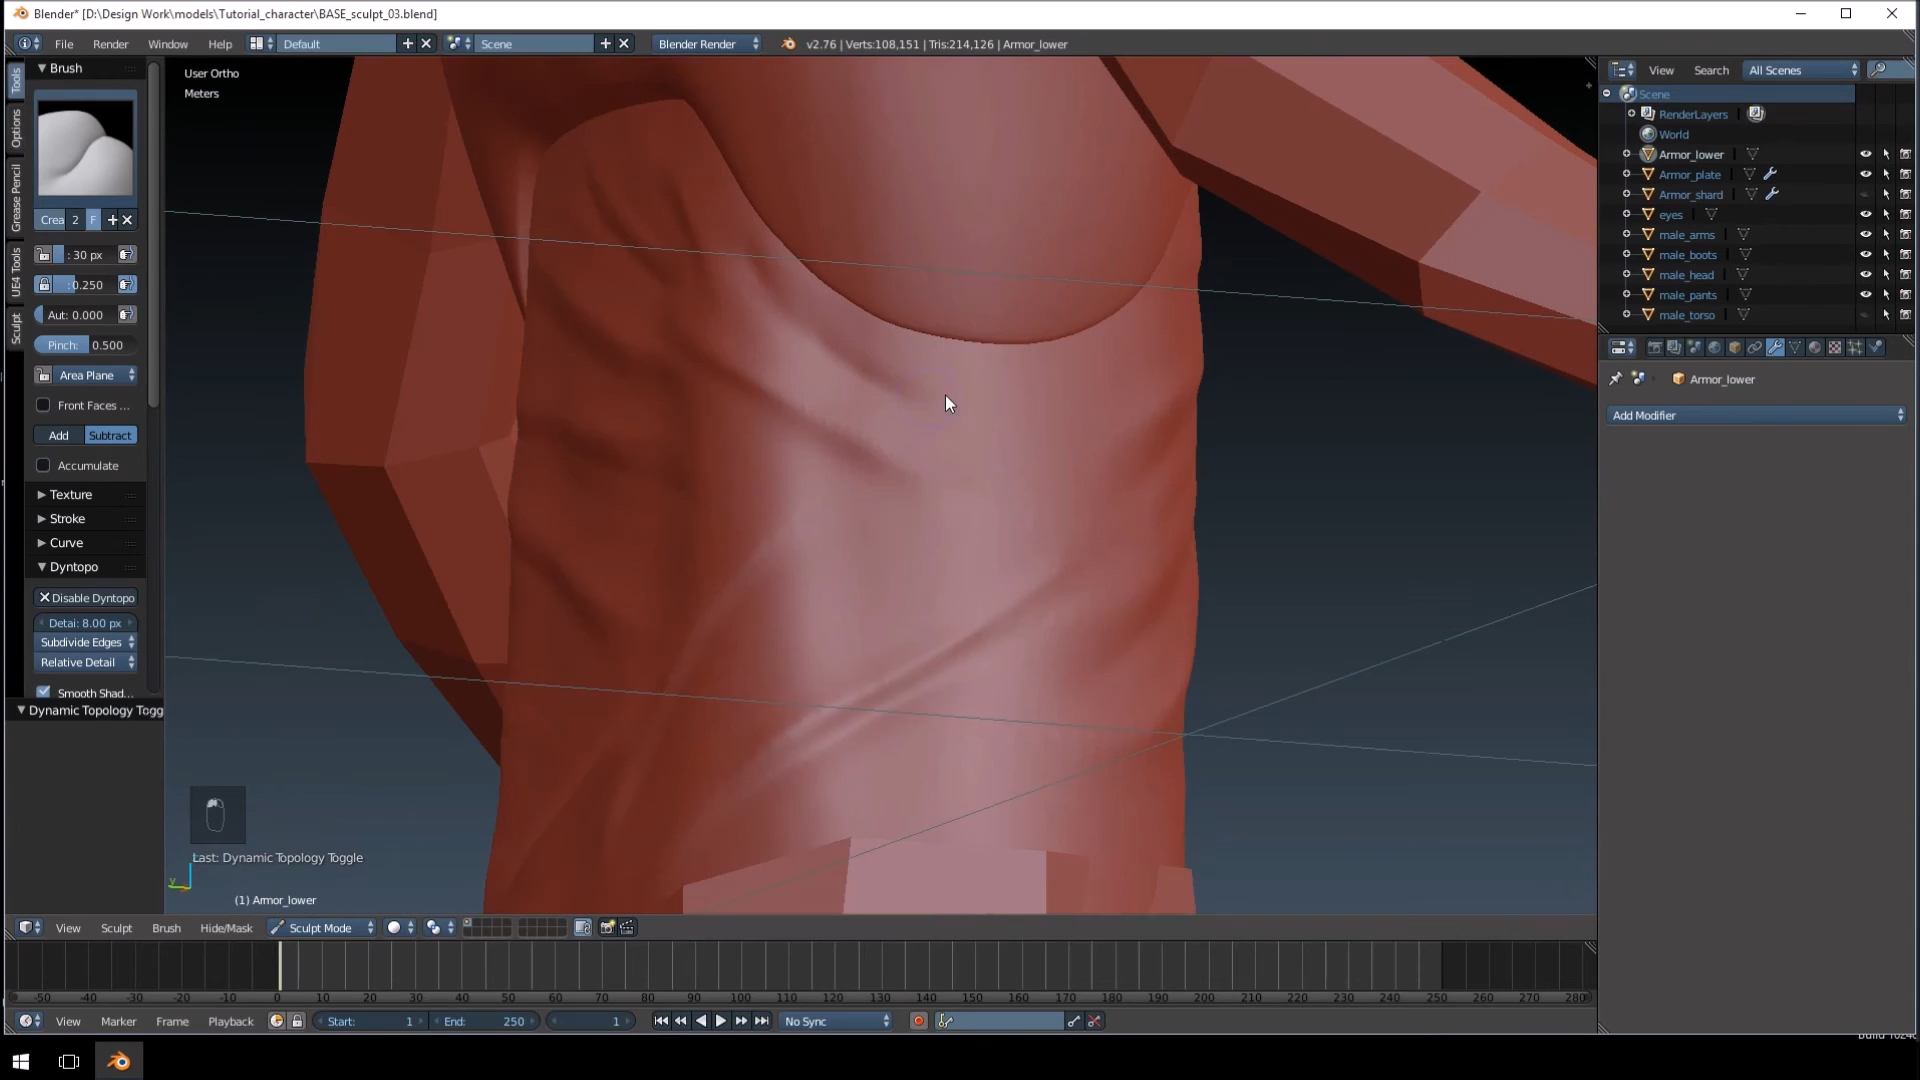 Blender* [D:\Design Work\models\Tutorial_character\BASE_sculpt_03.blend]
File Render Window Help Default Scene Blender Render v2.76 | Verts:108,151 | Tris:214,126 | Armor_lower
Brush
Tools
Options
Grease Pencil
UE4 Tools
Sculpt
Crea 2 F
: 30 px
:0.250
Aut: 0.000
Pinch: 0.500
Area Plane
Front Faces ...
Add Subtract
Accumulate
Texture
Stroke
Curve
Dyntopo
Disable Dyntopo
Detai: 8.00 px
Subdivide Edges
Relative Detail
Smooth Shad...
Dynamic Topology Togg
User Ortho
Meters
Last: Dynamic Topology Toggle
y
(1) Armor_lower
View Search All Scenes
Scene
RenderLayers
World
Armor_lower
Armor_plate
Armor_shard
eyes
male_arms
male_boots
male_head
male_pants
male_torso
Armor_lower
Add Modifier
View Sculpt Brush Hide/Mask Sculpt Mode
-50 -40 -30 -20 -10 0 10 20 30 40 50 60 70 80 90 100 110 120 130 140 150 160 170 180 190 200 210 220 230 240 250 260 270 280
View Marker Frame Playback Start: 1 End: 250 1 No Sync